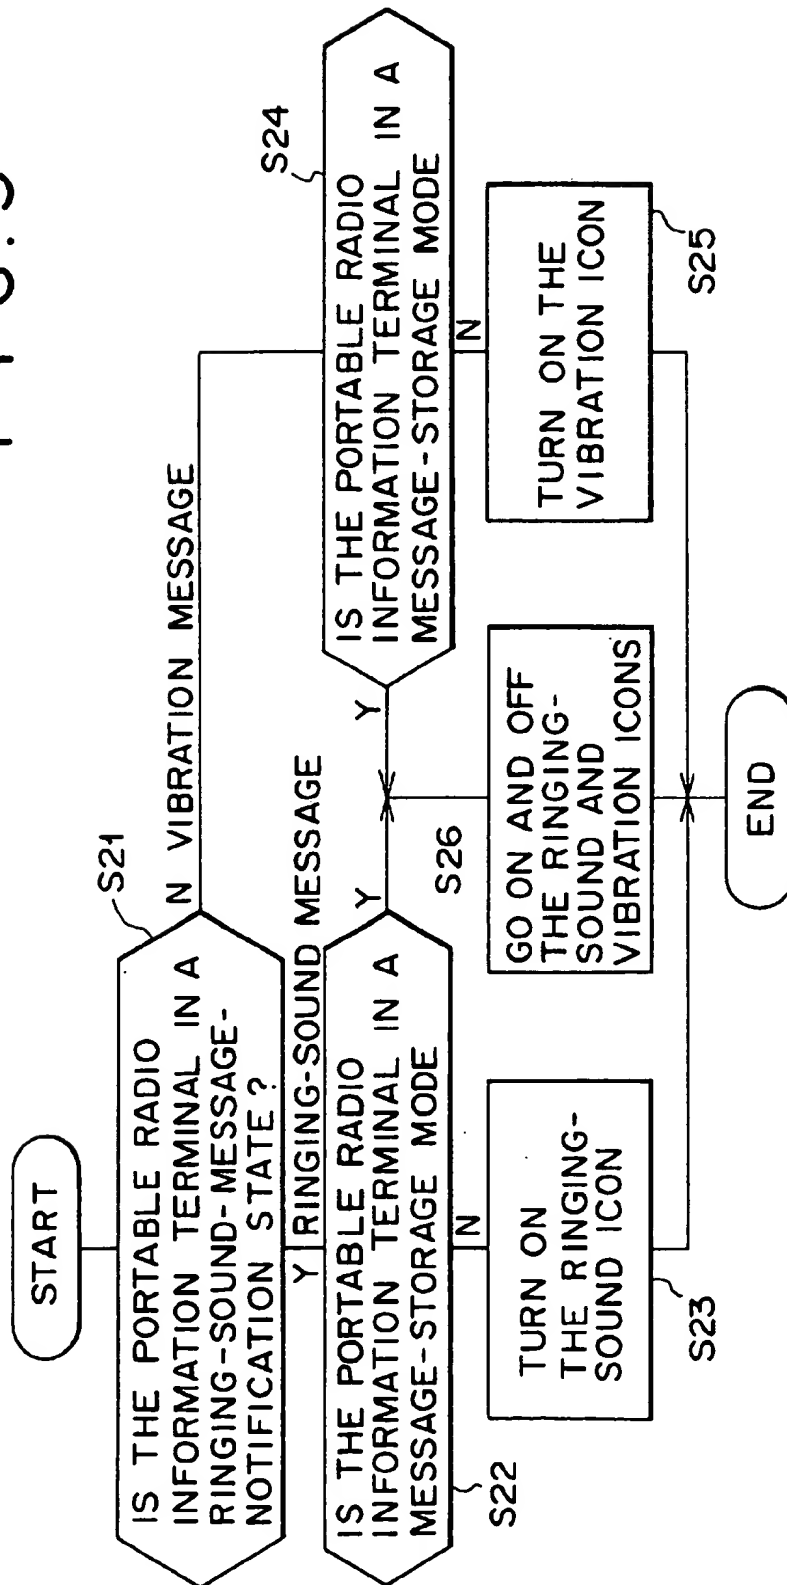 START
IS THE PORTABLE RADIO
INFORMATION TERMINAL IN A
RINGING-SOUND-MESSAGE-
NOTIFICATION STATE?
S21
N VIBRATION MESSAGE
Y RINGING-SOUND MESSAGE
IS THE PORTABLE RADIO
INFORMATION TERMINAL IN A
MESSAGE-STORAGE MODE
S22
Y
N
IS THE PORTABLE RADIO
INFORMATION TERMINAL IN A
MESSAGE-STORAGE MODE
S24
Y
N
TURN ON
THE RINGING-
SOUND ICON
S23
S26
GO ON AND OFF
THE RINGING-
SOUND AND
VIBRATION ICONS
TURN ON THE
VIBRATION ICON
S25
END